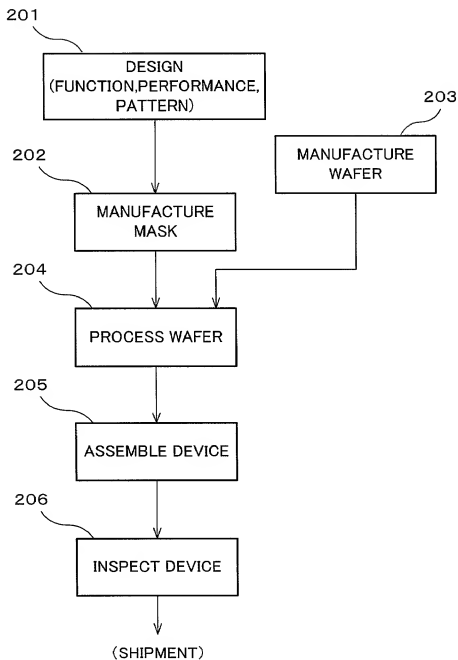 201
DESIGN
(FUNCTION,PERFORMANCE,
PATTERN)
203
MANUFACTURE
WAFER
202
MANUFACTURE
MASK
204
PROCESS WAFER
205
ASSEMBLE DEVICE
206
INSPECT DEVICE
(SHIPMENT)